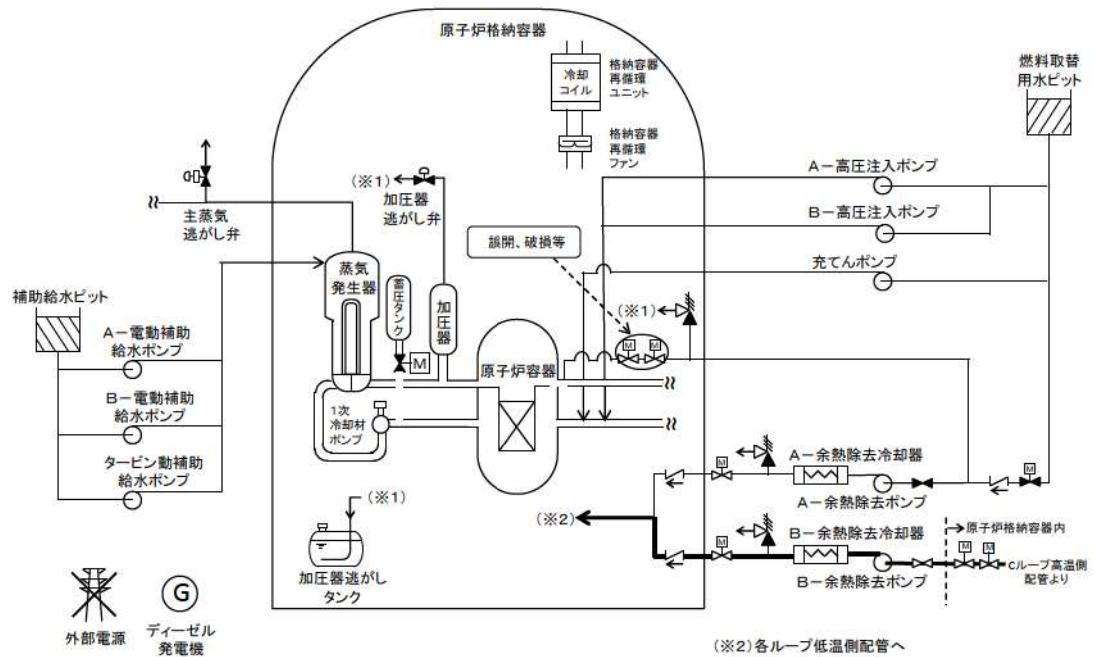 原子炉格納容器
冷却
コイル
格納容器
再循環
ユニット
格納容器
再循環
ファン
燃料取替
用水ピット
A－高圧注入ポンプ
B－高圧注入ポンプ
充てんポンプ
主蒸気
逃がし弁
(※1)
加圧器
逃がし弁
誤開、破損等
(※1)
蒸気
発生器
蓄圧タンク
加圧器
M
M
M
原子炉容器
1次
冷却材
ポンプ
補助給水ピット
A－電動補助
給水ポンプ
B－電動補助
給水ポンプ
タービン動補助
給水ポンプ
(※1)
加圧器逃がし
タンク
(※2)
M
A－余熱除去冷却器
A－余熱除去ポンプ
M
M
B－余熱除去冷却器
B－余熱除去ポンプ
原子炉格納容器内
M
M
cループ高温側
配管より
外部電源
G
ディーゼル
発電機
(※2)各ループ低温側配管へ